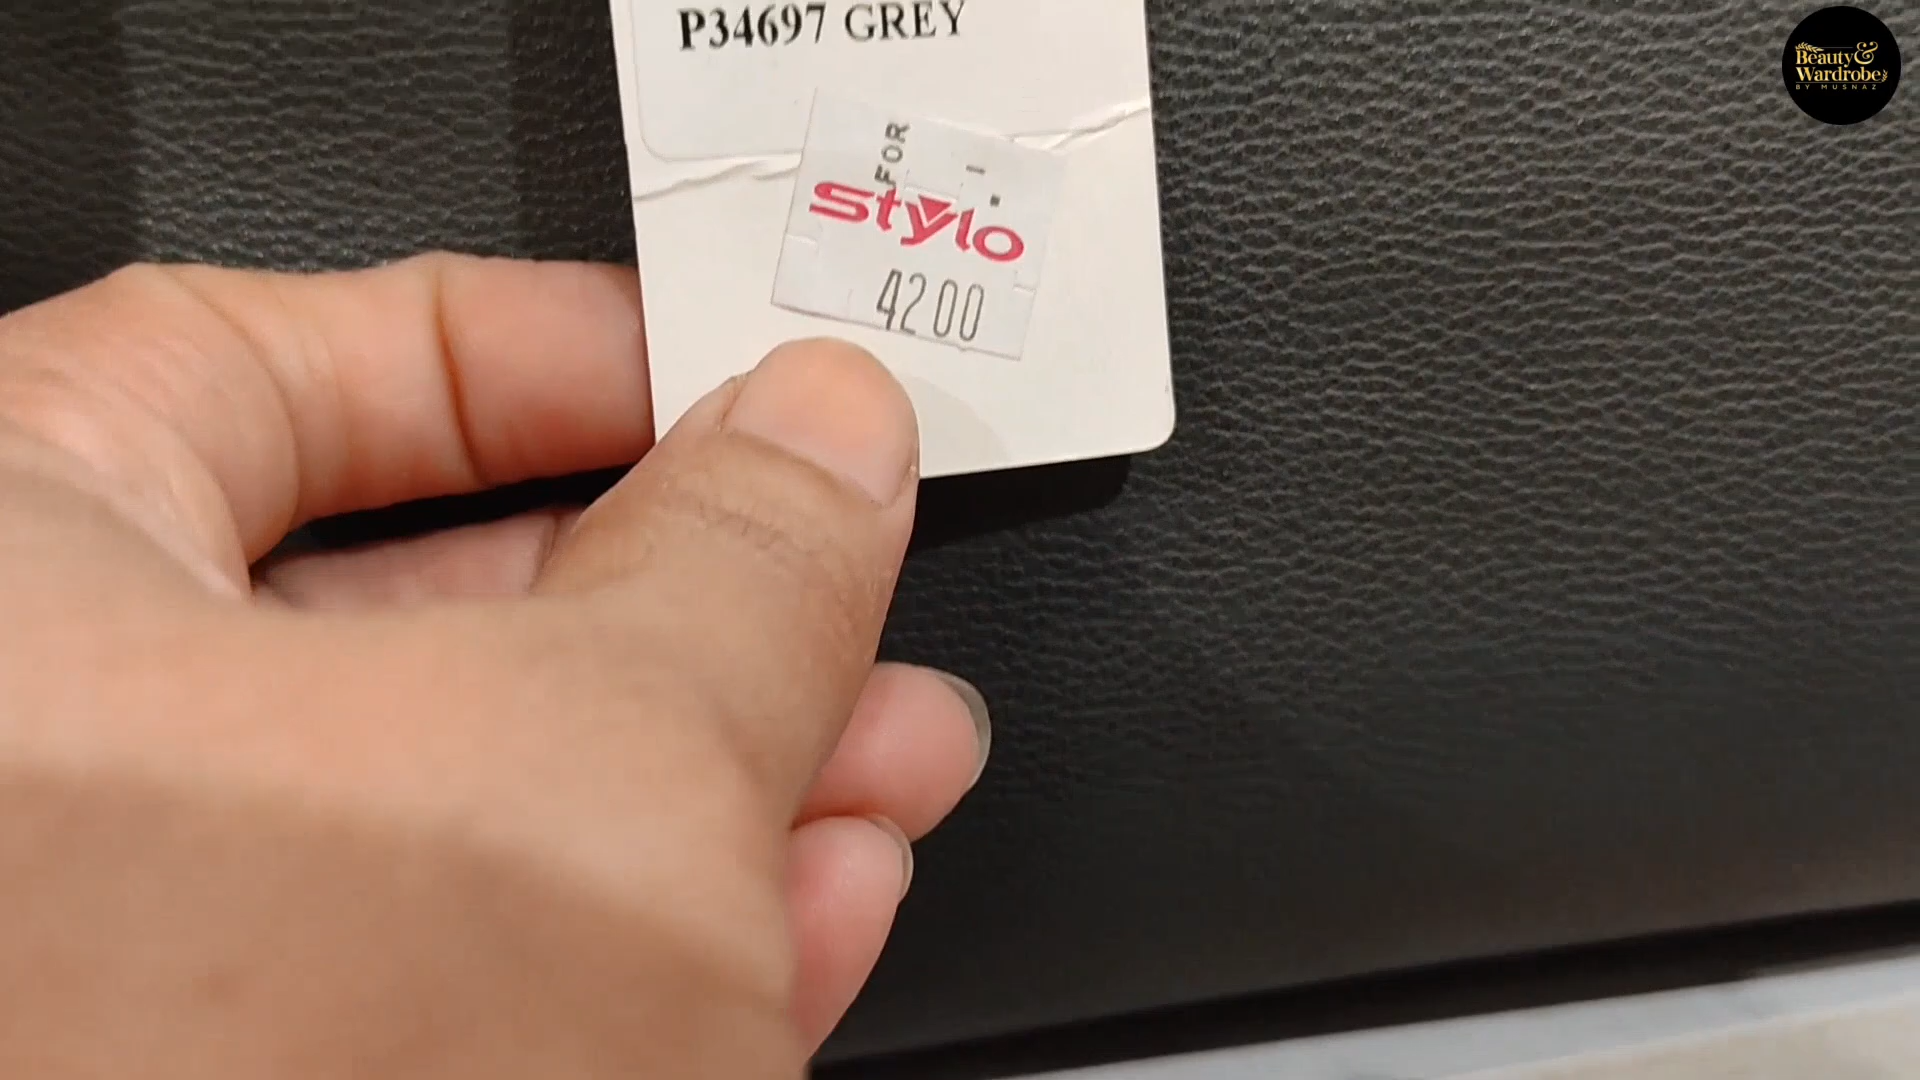 P34697 GREY
FOR
Stylo
4200
Beauty &
Wardrobe
BY MUSNAZ